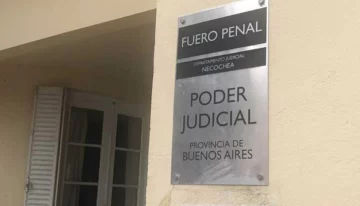 FUERO PENAL
DEPARTAMENTO JUDICIAL
NECOCHEA
PODER
JUDICIAL
PROVINCIA DE
BUENOS AIRES